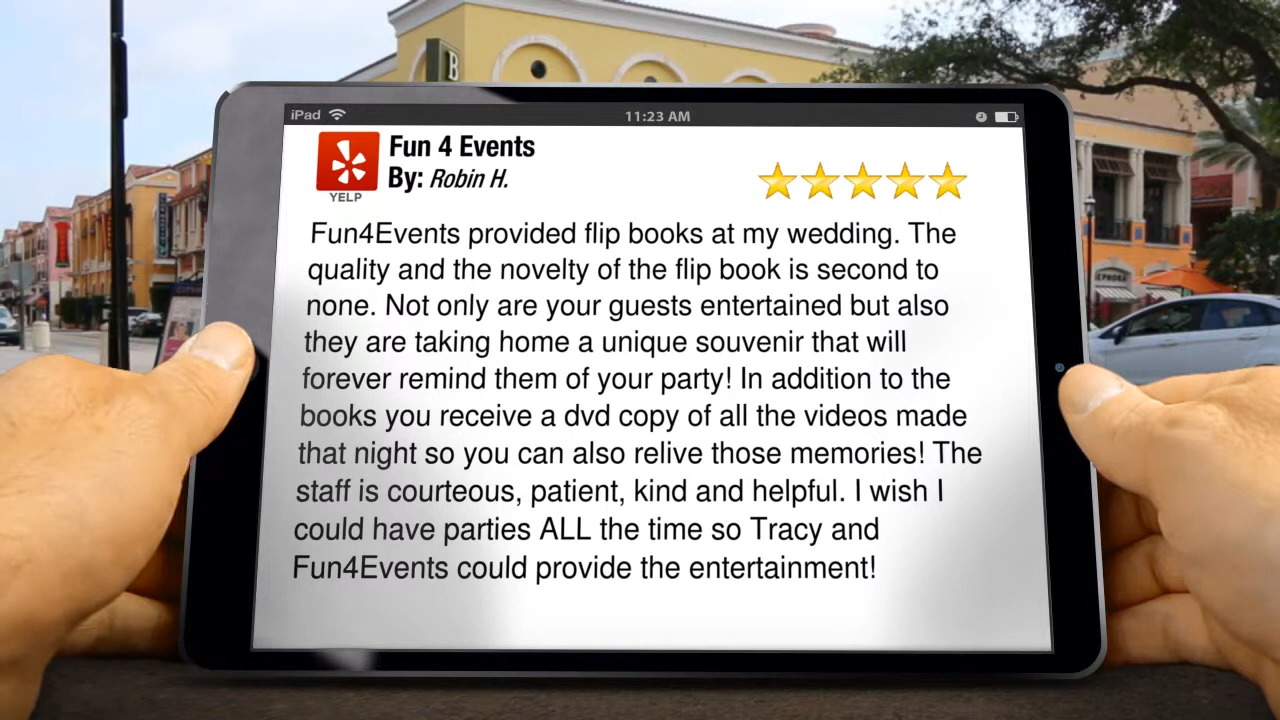 B
iPad
11:23 AM
Fun 4 Events
By: Robin H.
YELP
Fun4Events provided flip books at my wedding. The
quality and the novelty of the flip book is second to
none. Not only are your guests entertained but also
they are taking home a unique souvenir that will
forever remind them of your party! In addition to the
books you receive a dvd copy of all the videos made
that night so you can also relive those memories! The
staff is courteous, patient, kind and helpful. I wish I
could have parties ALL the time so Tracy and
Fun4Events could provide the entertainment!
SEPHORA